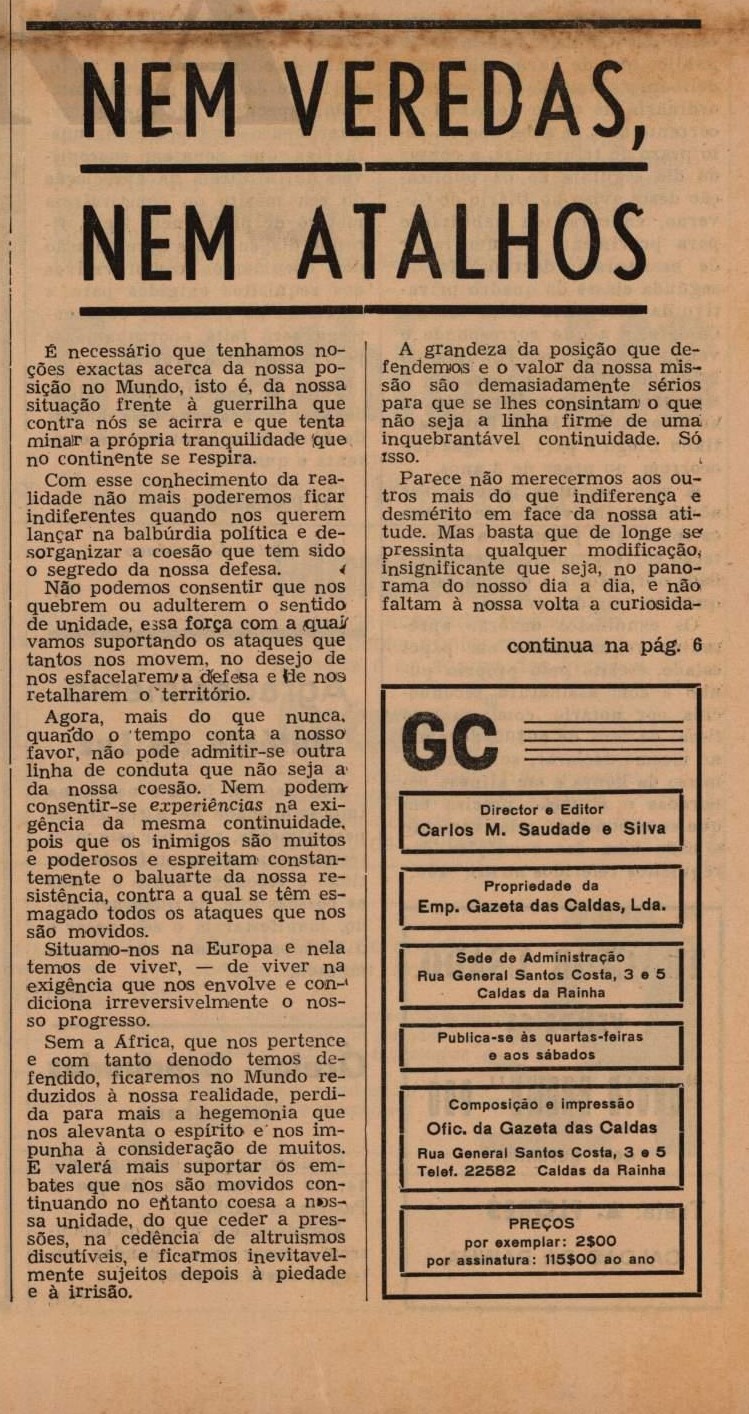 NEM VEREDAS,
NEM ATALHOS
É necessário que tenhamos no-
ções exactas acerca da nossa po-
sição no Mundo, isto é, da nossa
situação frente à guerrilha que
contra nós se acirra e que tenta
minar a própria tranquilidade que
no continente se respira.
Com esse conhecimento da rea-
lidade não mais poderemos ficar
indiferentes quando nos querem
lançar na balbúrdia política e de-
sorganizar a coesão que tem sido
o segredo da nossa defesa.
Não podemos consentir que nos
quebrem ou adulterem o sentido
de unidade, essa força com a qual
vamos suportando os ataques que
tantos nos movem, no desejo de
nos esfacelarem a defesa e de nos
retalharem o território.
Agora, mais do que nunca,
quando o tempo conta a nosso
favor, não pode admitir-se outra
linha de conduta que não seja a
da nossa coesão. Nem podem
consentir-se experiências na exi-
gência da mesma continuidade,
pois que os inimigos são muitos
e poderosos e espreitam constan-
temente o baluarte da nossa re-
sistência, contra a qual se têm es-
magado todos os ataques que nos
são movidos.
Situamo-nos na Europa e nela
temos de viver, — de viver na
exigência que nos envolve e con-
diciona irreversivelmente o nos-
so progresso.
Sem a África, que nos pertence
e com tanto denodo temos de-
fendido, ficaremos no Mundo re-
duzidos à nossa realidade, perdi-
da para mais a hegemonia que
nos alevanta o espírito e nos im-
punha à consideração de muitos.
E valerá mais suportar os em-
bates que nos são movidos con-
tinuando no entanto coesa a nos-
sa unidade, do que ceder a pres-
sões, na cedência de altruismos
discutíveis, e ficarmos inevitavel-
mente sujeitos depois à piedade
e à irrisão.
A grandeza da posição que de-
fendemos e o valor da nossa mis-
são são demasiadamente sérios
para que se lhes consintam o que
não seja a linha firme de uma
inquebrantável continuidade. Só
isso.
Parece não merecermos aos ou-
tros mais do que indiferença e
desmérito em face da nossa ati-
tude. Mas basta que de longe se
pressinta qualquer modificação,
insignificante que seja, no pano-
rama do nosso dia a dia, e não
faltam à nossa volta a curiosida-
continua na pág. 6
GC
Director e Editor
Carlos M. Saudade e Silva
Propriedade da
Emp. Gazeta das Caldas, Lda.
Sede de Administração
Rua General Santos Costa, 3 e 5
Caldas da Rainha
Publica-se às quartas-feiras
e aos sábados
Composição e impressão
Ofic. da Gazeta das Caldas
Rua General Santos Costa, 3 e 5
Telef. 22582 Caldas da Rainha
PREÇOS
por exemplar: 2$00
por assinatura: 115$00 ao ano